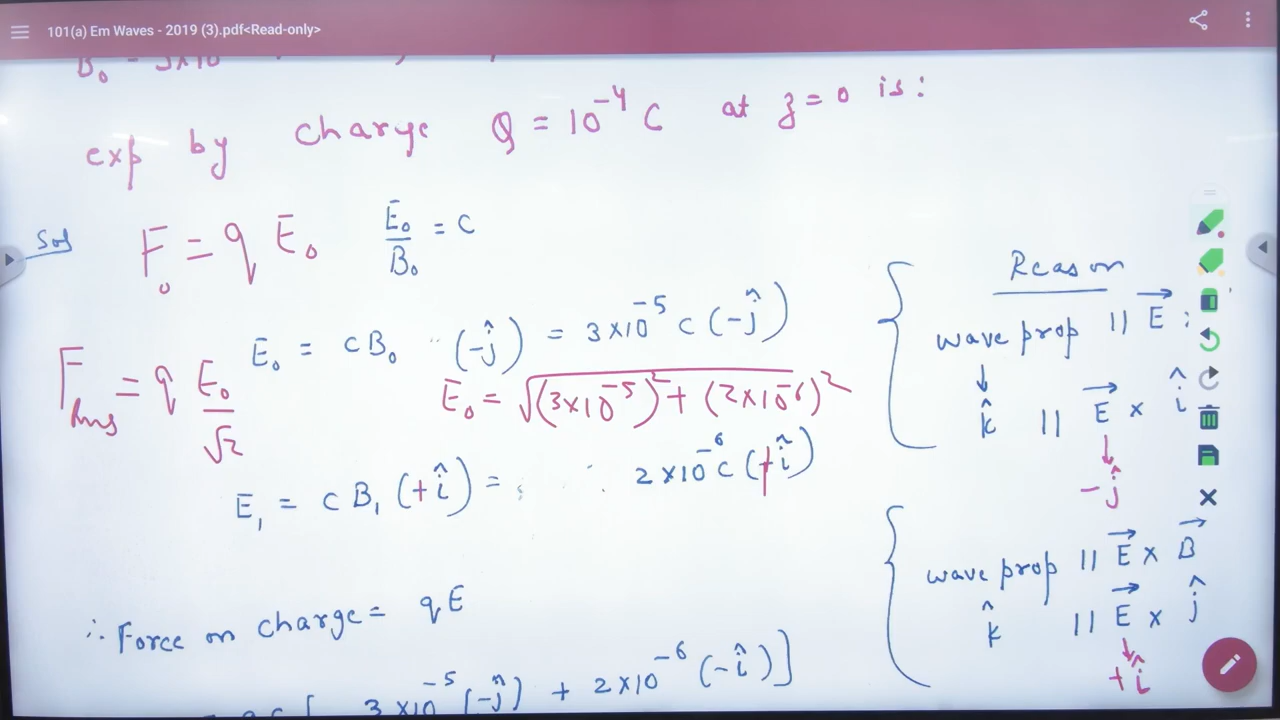 101(a) Em Waves - 2019 (3).pdf<Read-only>
exp by charge Q = 10⁻⁴ C at z = 0 is:
Sol
F₀ = q E₀ E₀/B₀ = C
E₀ = c B₀ (-ĵ) = 3×10⁻⁵ c (-ĵ)
F_Rms = q E₀/√2
E₀ = √(3×10⁻⁵)² + (2×10⁻⁶)²
E₁ = c B₁ (+î) = 2×10⁻⁶ c (+î)
∴ Force on charge = qE
3×10⁻⁵ (-ĵ) + 2×10⁻⁶ (-î)]
Reason
wave prop || E⃗ :
↓
k̂ || E⃗ × î
↓
-ĵ
wave prop || E⃗ × B⃗
k̂ || E⃗ × ĵ
↓
+î